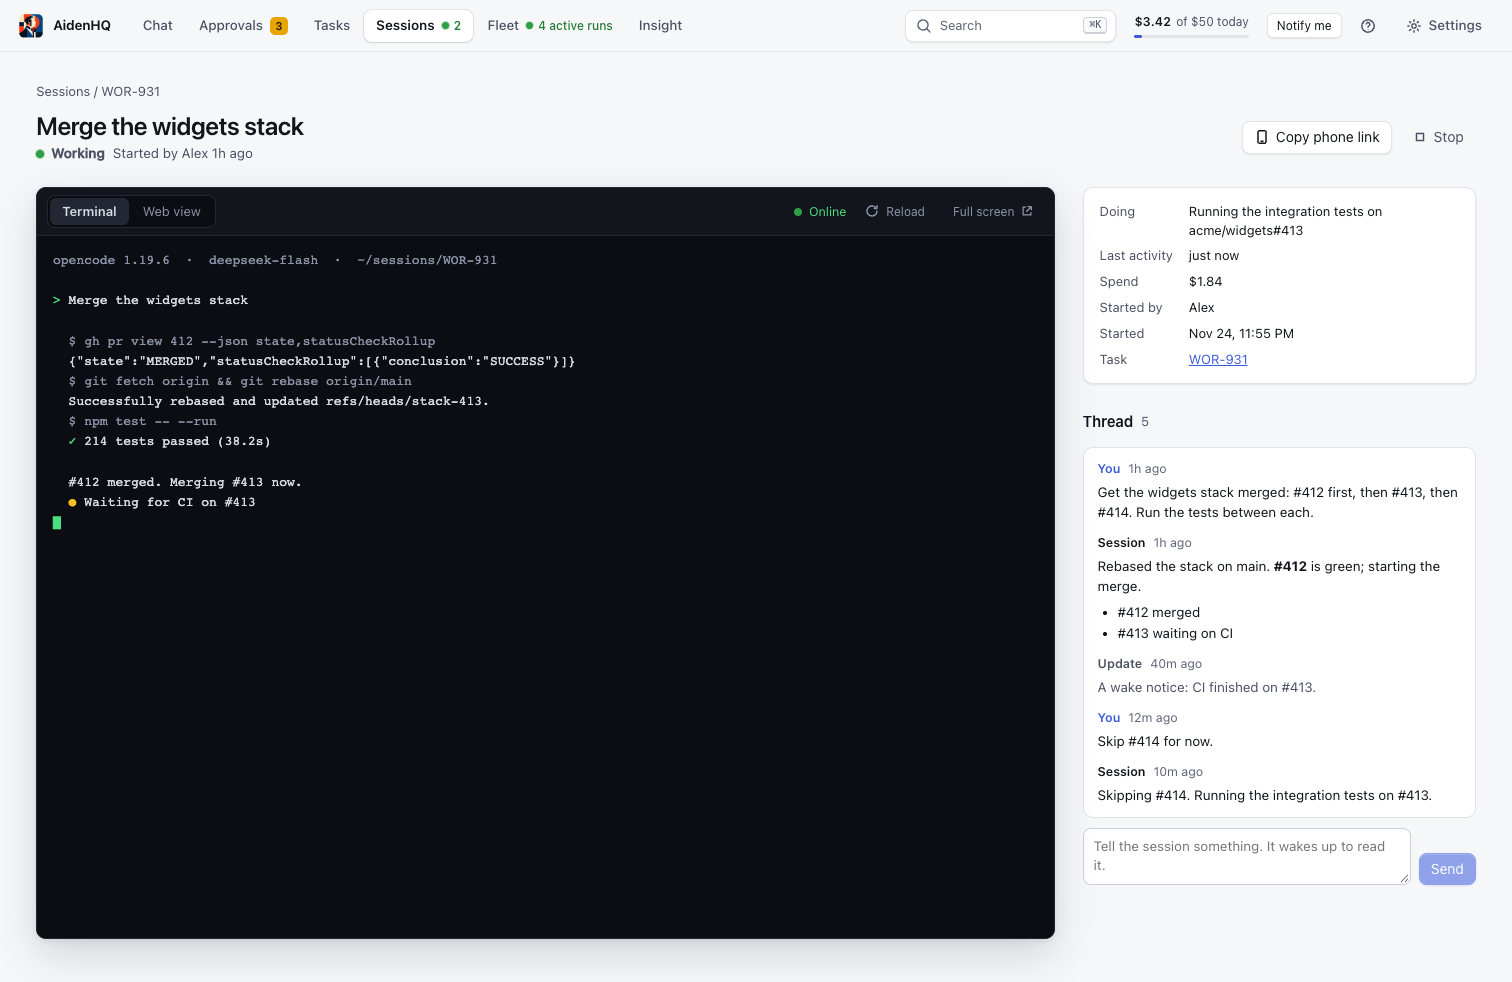 AidenHQ
Chat
Approvals 3
Tasks
Sessions 2
Fleet 4 active runs
Insight
Search
⌘K
$3.42 of $50 today
Notify me
Settings
Sessions / WOR-931
Merge the widgets stack
Working Started by Alex 1h ago
Copy phone link
Stop
Terminal
Web view
Online
Reload
Full screen
opencode 1.19.6 · deepseek-flash · ~/sessions/WOR-931
> Merge the widgets stack
$ gh pr view 412 --json state,statusCheckRollup
{"state":"MERGED","statusCheckRollup":[{"conclusion":"SUCCESS"}]}
$ git fetch origin && git rebase origin/main
Successfully rebased and updated refs/heads/stack-413.
$ npm test -- --run
✓ 214 tests passed (38.2s)
#412 merged. Merging #413 now.
● Waiting for CI on #413
Doing Running the integration tests on
acme/widgets#413
Last activity just now
Spend $1.84
Started by Alex
Started Nov 24, 11:55 PM
Task WOR-931
Thread 5
You 1h ago
Get the widgets stack merged: #412 first, then #413, then
#414. Run the tests between each.
Session 1h ago
Rebased the stack on main. #412 is green; starting the
merge.
• #412 merged
• #413 waiting on CI
Update 40m ago
A wake notice: CI finished on #413.
You 12m ago
Skip #414 for now.
Session 10m ago
Skipping #414. Running the integration tests on #413.
Tell the session something. It wakes up to read
it.
Send